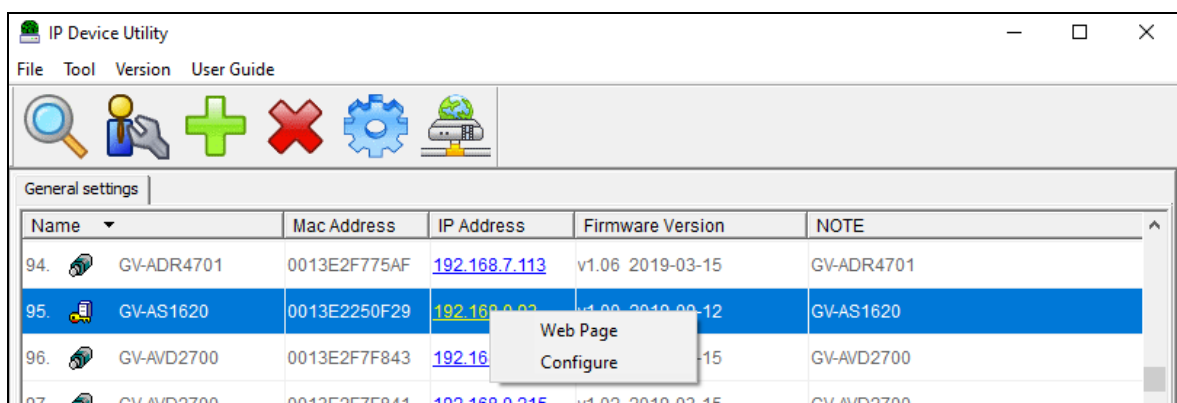 IP Device Utility
File Tool Version User Guide
General settings
Name Mac Address IP Address Firmware Version NOTE
94. GV-ADR4701 0013E2F775AF 192.168.7.113 v1.06 2019-03-15 GV-ADR4701
95. GV-AS1620 0013E2250F29 -12 GV-AS1620
Web Page
96. GV-AVD2700 0013E2F7F843 192.16 -15 GV-AVD2700
Configure